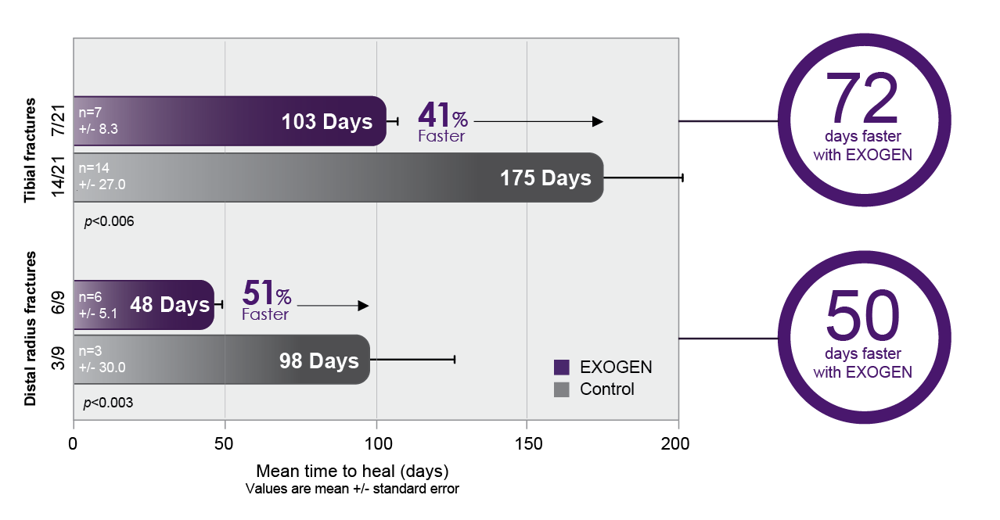 Tibial fractures
7/21
n=7
+/- 8.3
103 Days
41%
Faster
14/21
n=14
+/- 27.0
175 Days
p<0.006
72
days faster
with EXOGEN
Distal radius fractures
6/9
n=6
+/- 5.1
48 Days
51%
Faster
3/9
n=3
+/- 30.0
98 Days
p<0.003
50
days faster
with EXOGEN
EXOGEN
Control
0
50
100
150
200
Mean time to heal (days)
Values are mean +/- standard error